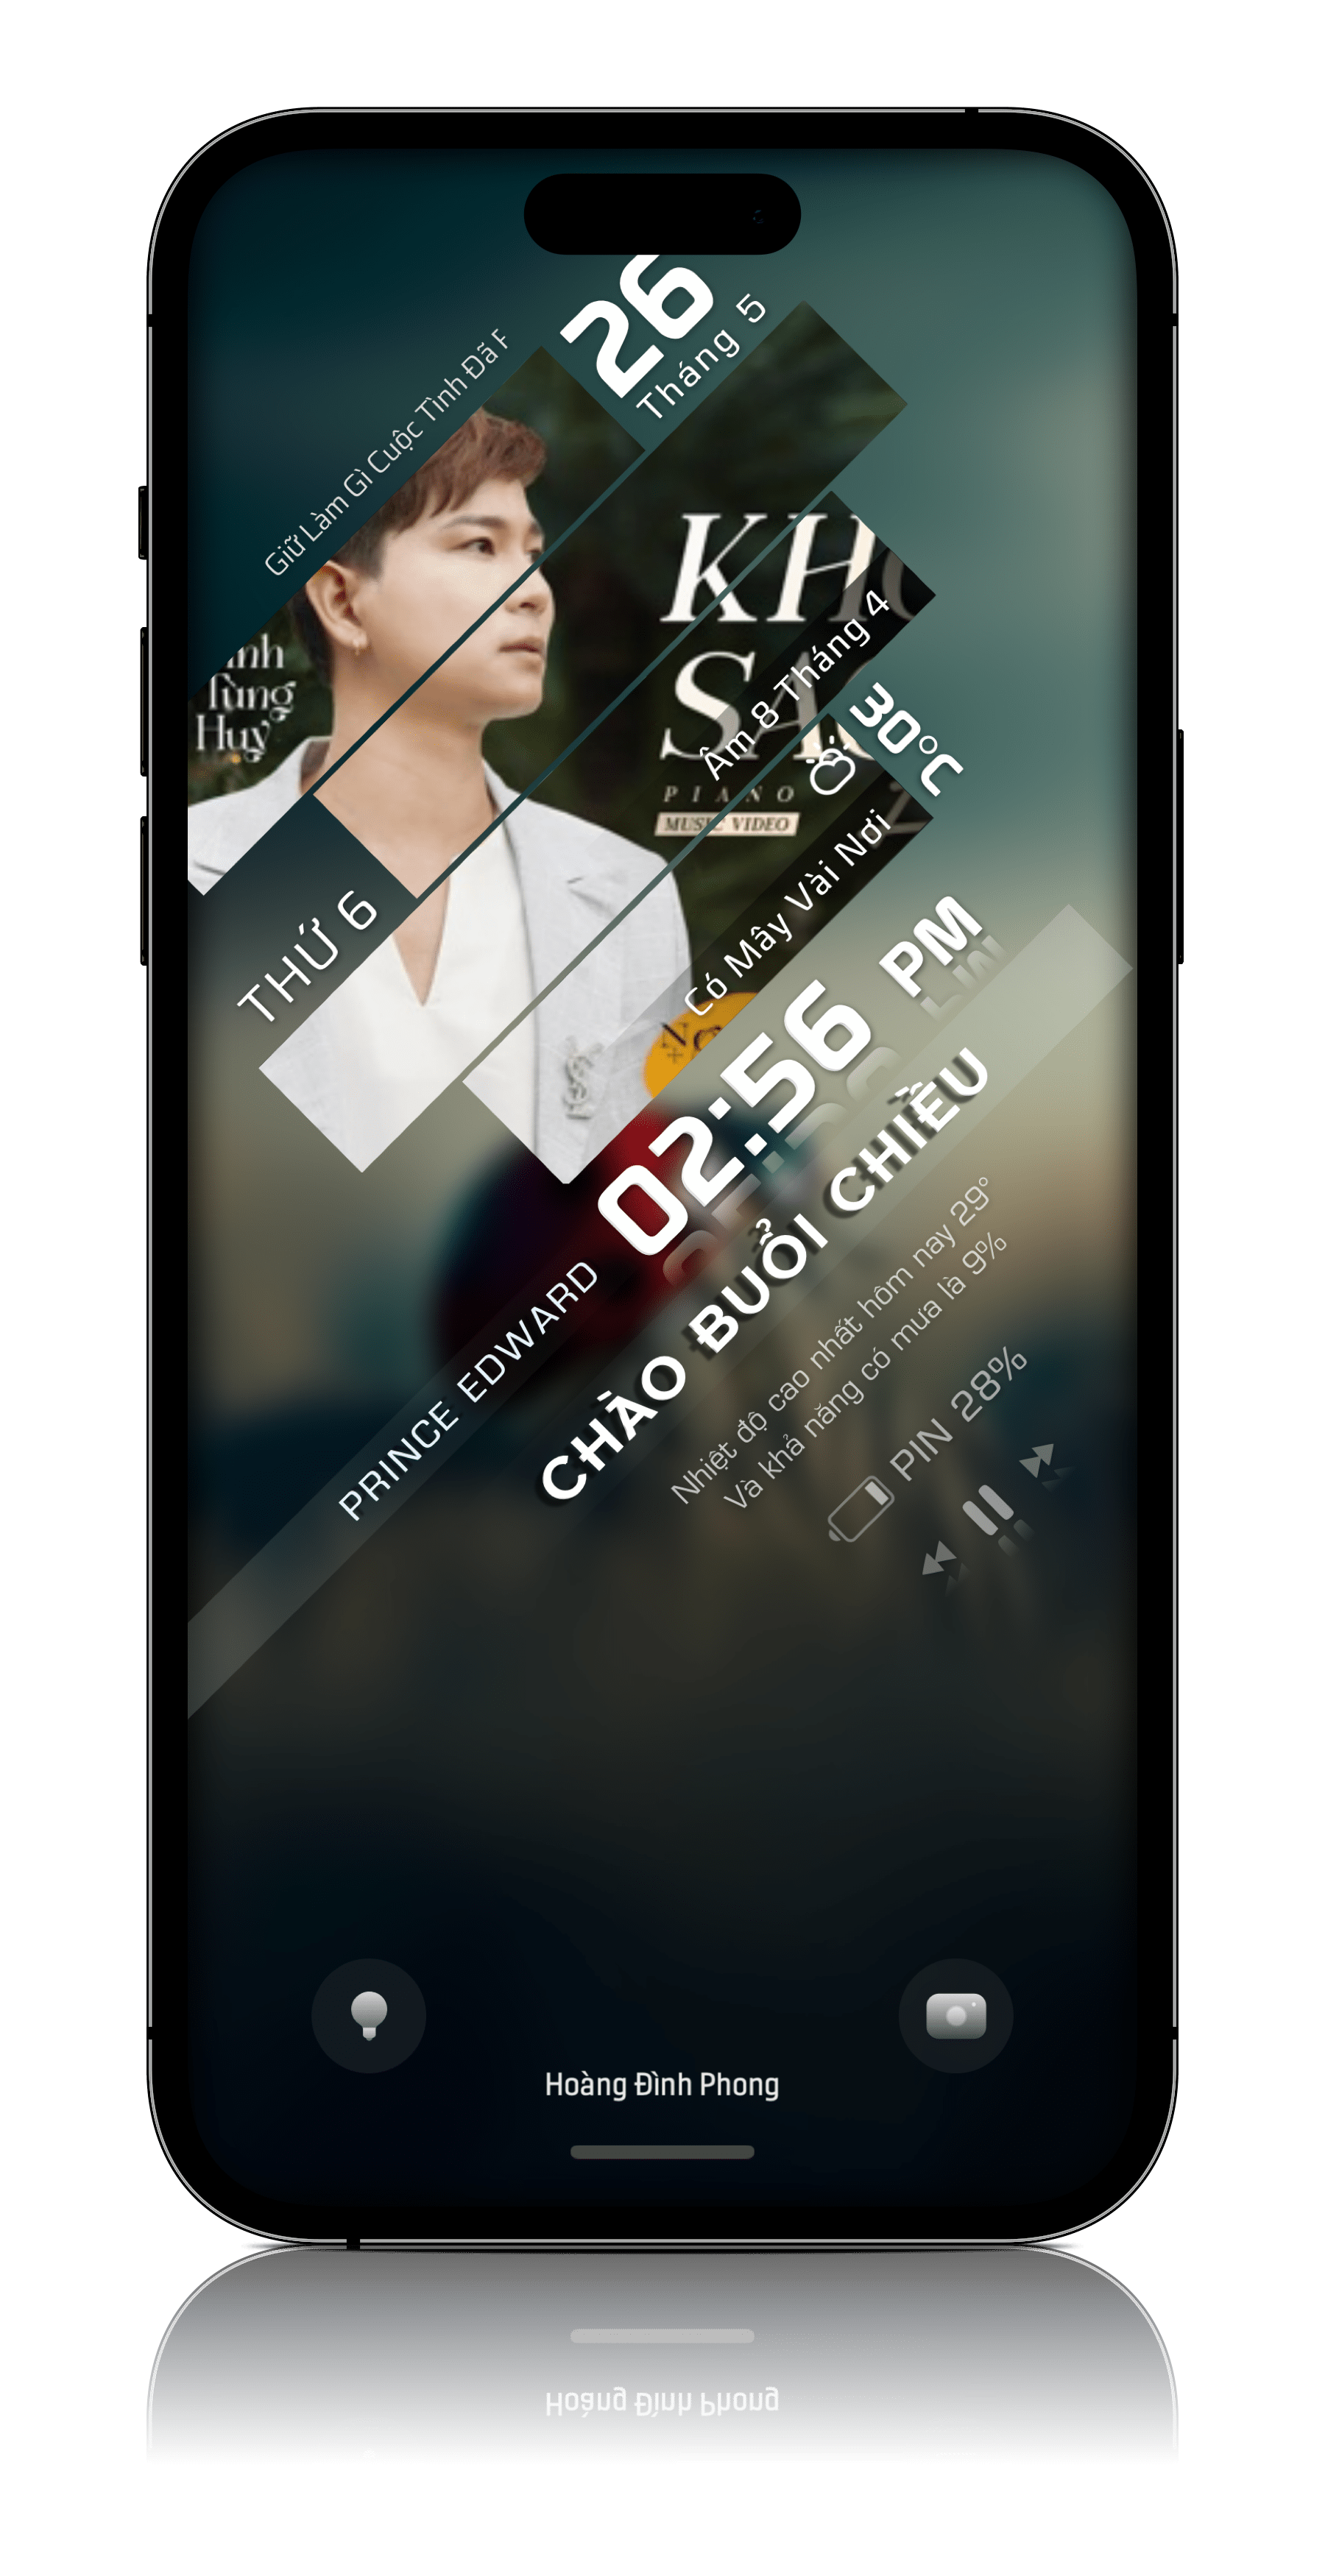 26
Tháng 5
Giữ Làm Gì Cuộc Tình Đã
Tùng
Huy
KHO
SA
PIANO
MUSIC VIDEO
Âm 8 Tháng 4
30°C
Có Mây Vài Nơi
THỨ 6
02:56 PM
PRINCE EDWARD
CHÀO BUỔI CHIỀU
Nhiệt độ cao nhất hôm nay 29°
Và khả năng có mưa là 9%
PIN 28%
Hoàng Đình Phong